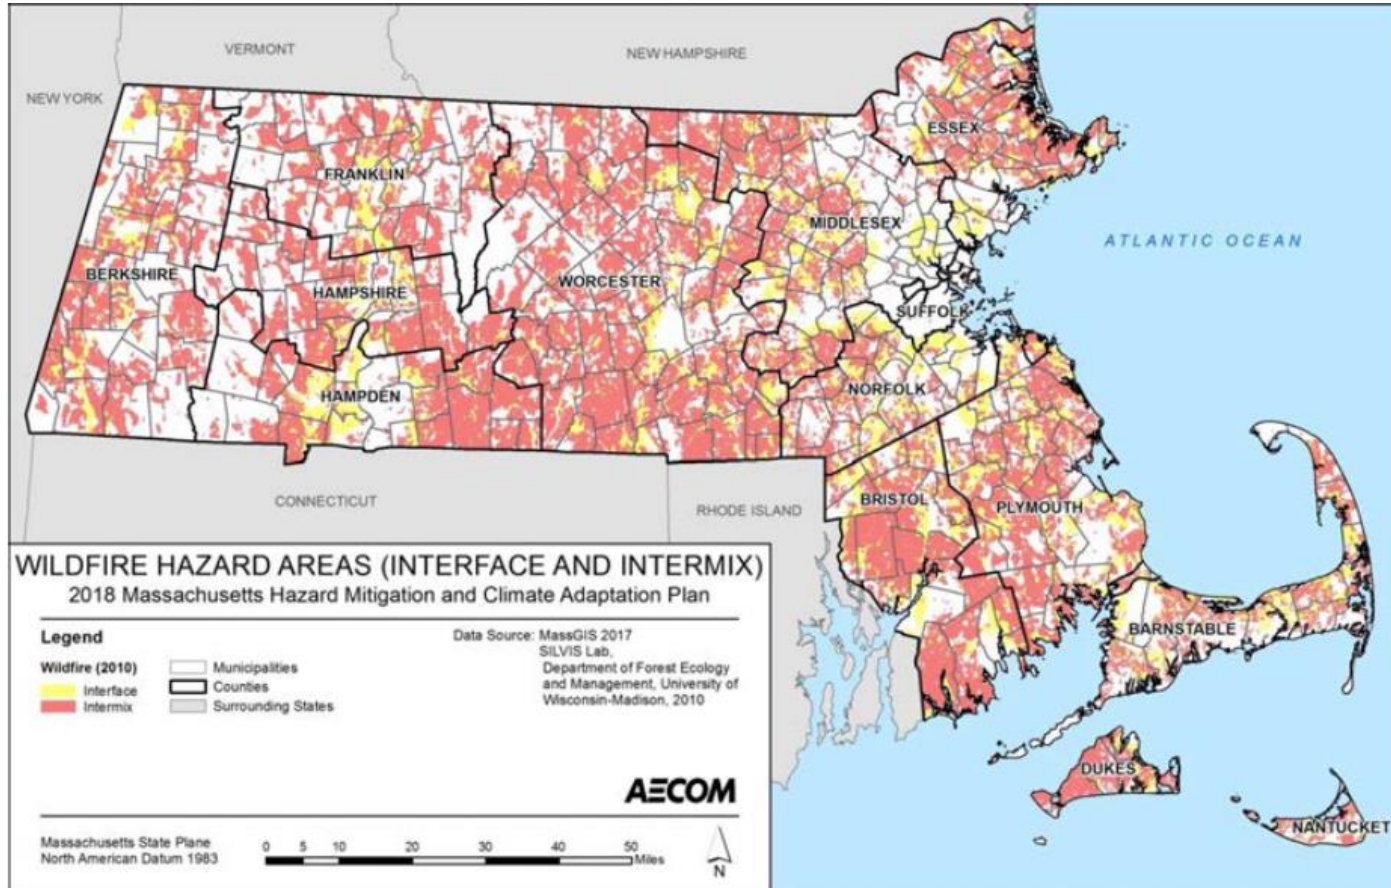 VERMONT
NEW HAMPSHIRE
NEW YORK
ESSEX
FRANKLIN
MIDDLESEX
ATLANTIC OCEAN
BERKSHIRE
HAMPSHIRE
WORCESTER
SUFFOLK
HAMPDEN
NORFOLK
CONNECTICUT
RHODE ISLAND
BRISTOL
PLYMOUTH
BARNSTABLE
DUKES
NANTUCKET
WILDFIRE HAZARD AREAS (INTERFACE AND INTERMIX)
2018 Massachusetts Hazard Mitigation and Climate Adaptation Plan
Legend
Wildfire (2010)
Interface
Intermix
Municipalities
Counties
Surrounding States
Data Source: MassGIS 2017
SILVIS Lab,
Department of Forest Ecology
and Management, University of
Wisconsin-Madison, 2010
AECOM
Massachusetts State Plane
North American Datum 1983
0 5 10 20 30 40 50
Miles
N